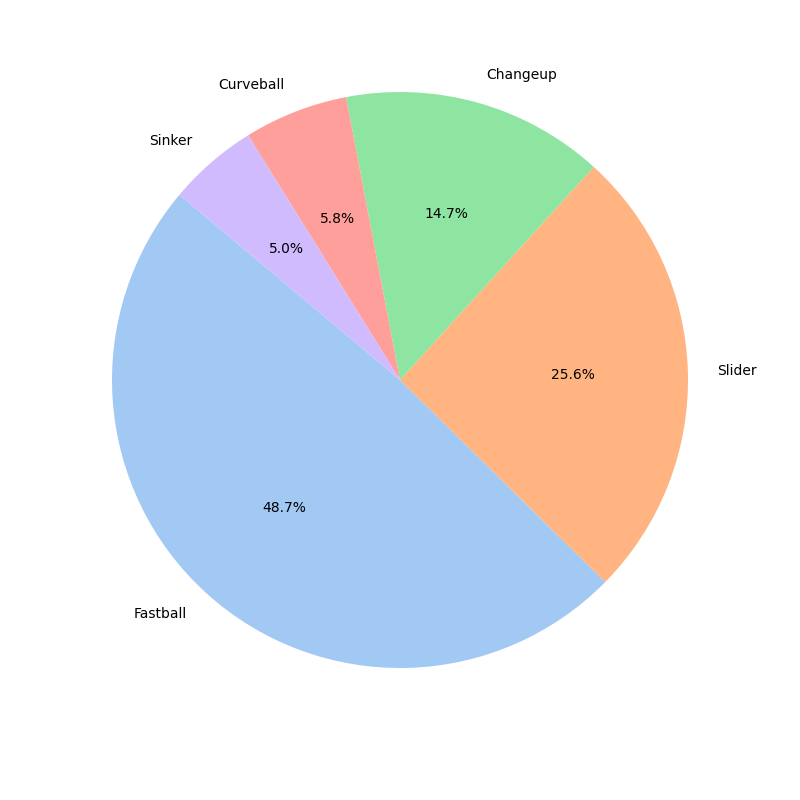 Changeup
Curveball
Sinker
14.7%
5.8%
5.0%
Slider
25.6%
48.7%
Fastball